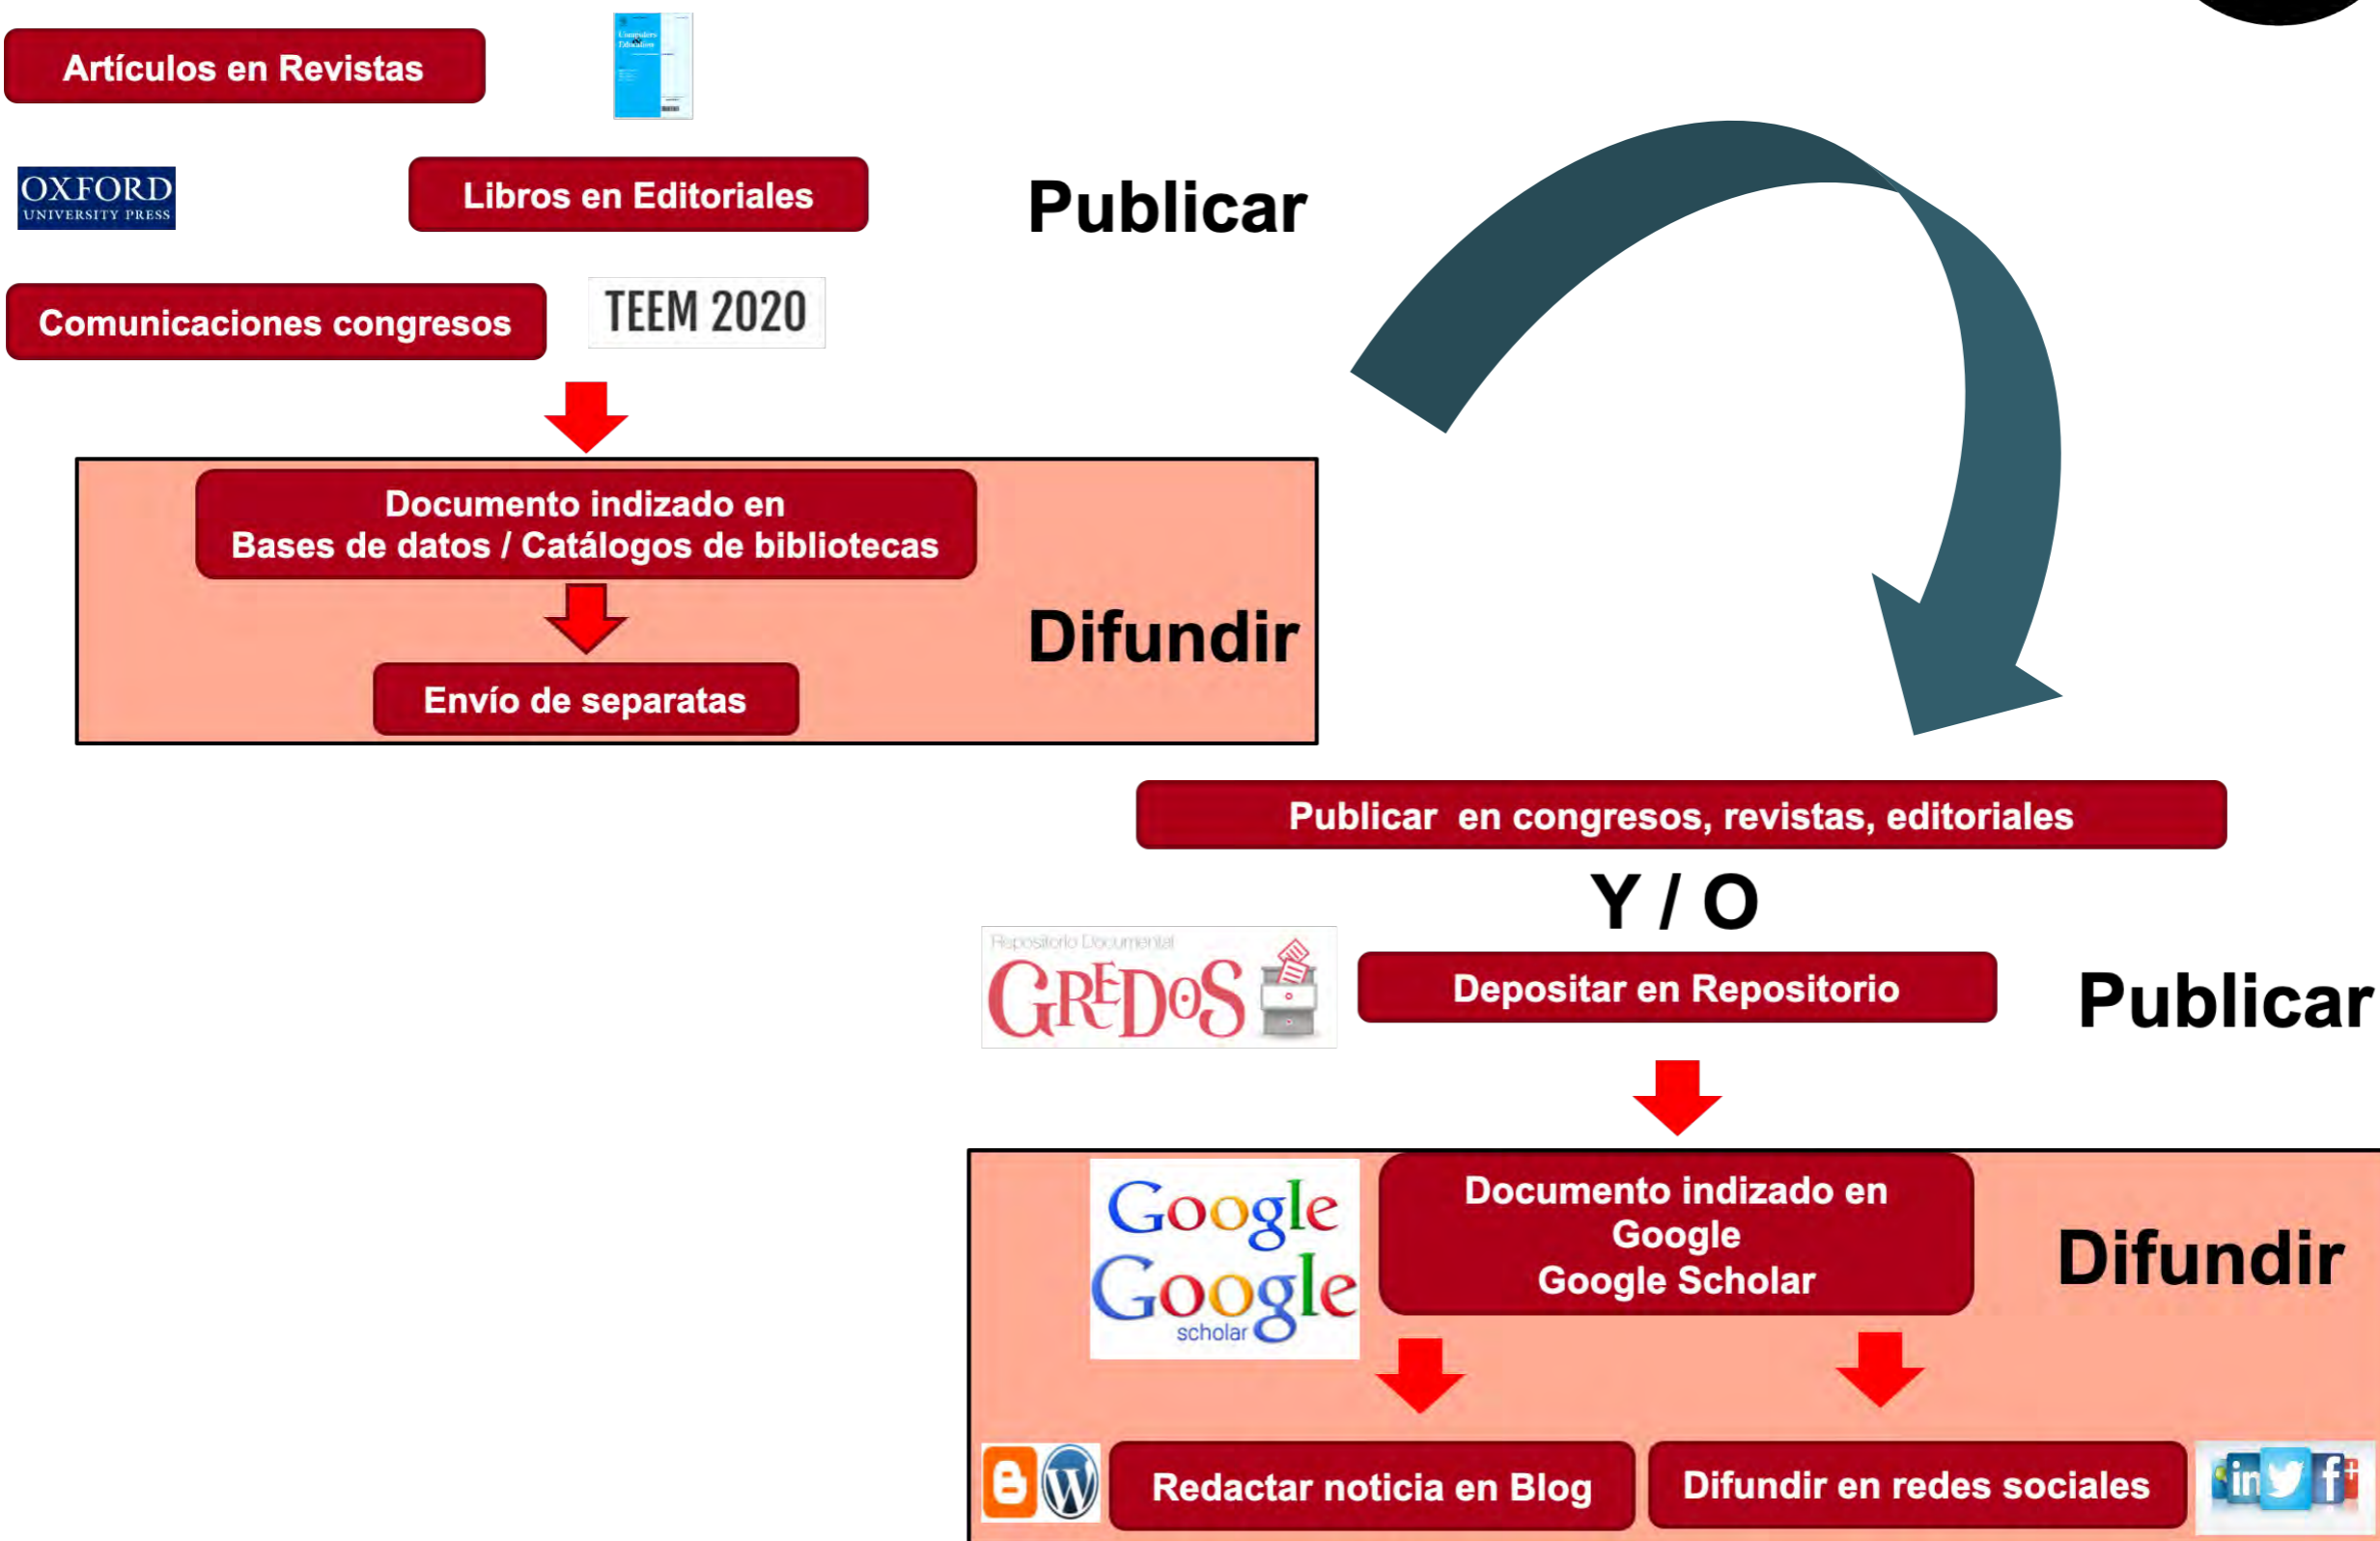 Artículos en Revistas
Computers
Education
OXFORD
UNIVERSITY PRESS
Libros en Editoriales
Publicar
Comunicaciones congresos
TEEM 2020
Documento indizado en
Bases de datos / Catálogos de bibliotecas
Difundir
Envío de separatas
Publicar en congresos, revistas, editoriales
Y / O
Repositorio Documental
GREDOS
Depositar en Repositorio
Publicar
Google
Google
scholar
Documento indizado en
Google
Google Scholar
Difundir
Redactar noticia en Blog
Difundir en redes sociales
in
f